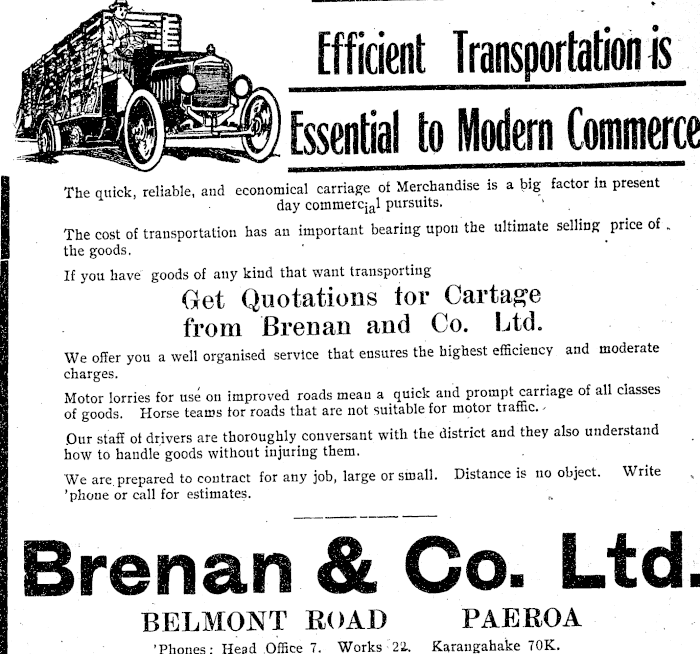 Efficient Transportation is
Essential to Modern Commerce
The quick, reliable, and economical carriage of Merchandise is a big factor in present
day commercial pursuits.
The cost of transportation has an important bearing upon the ultimate selling price of
the goods.
If you have goods of any kind that want transporting
Get Quotations for Cartage
from Brenan and Co. Ltd.
We offer you a well organised service that ensures the highest efficiency and moderate
charges.
Motor lorries for use on improved roads mean a quick and prompt carriage of all classes
of goods. Horse teams for roads that are not suitable for motor traffic.
Our staff of drivers are thoroughly conversant with the district and they also understand
how to handle goods without injuring them.
We are prepared to contract for any job, large or small. Distance is no object. Write
'phone or call for estimates.
Brenan & Co. Ltd.
BELMONT ROAD PAEROA
'Phones: Head Office 7. Works 22. Karangahake 70K.